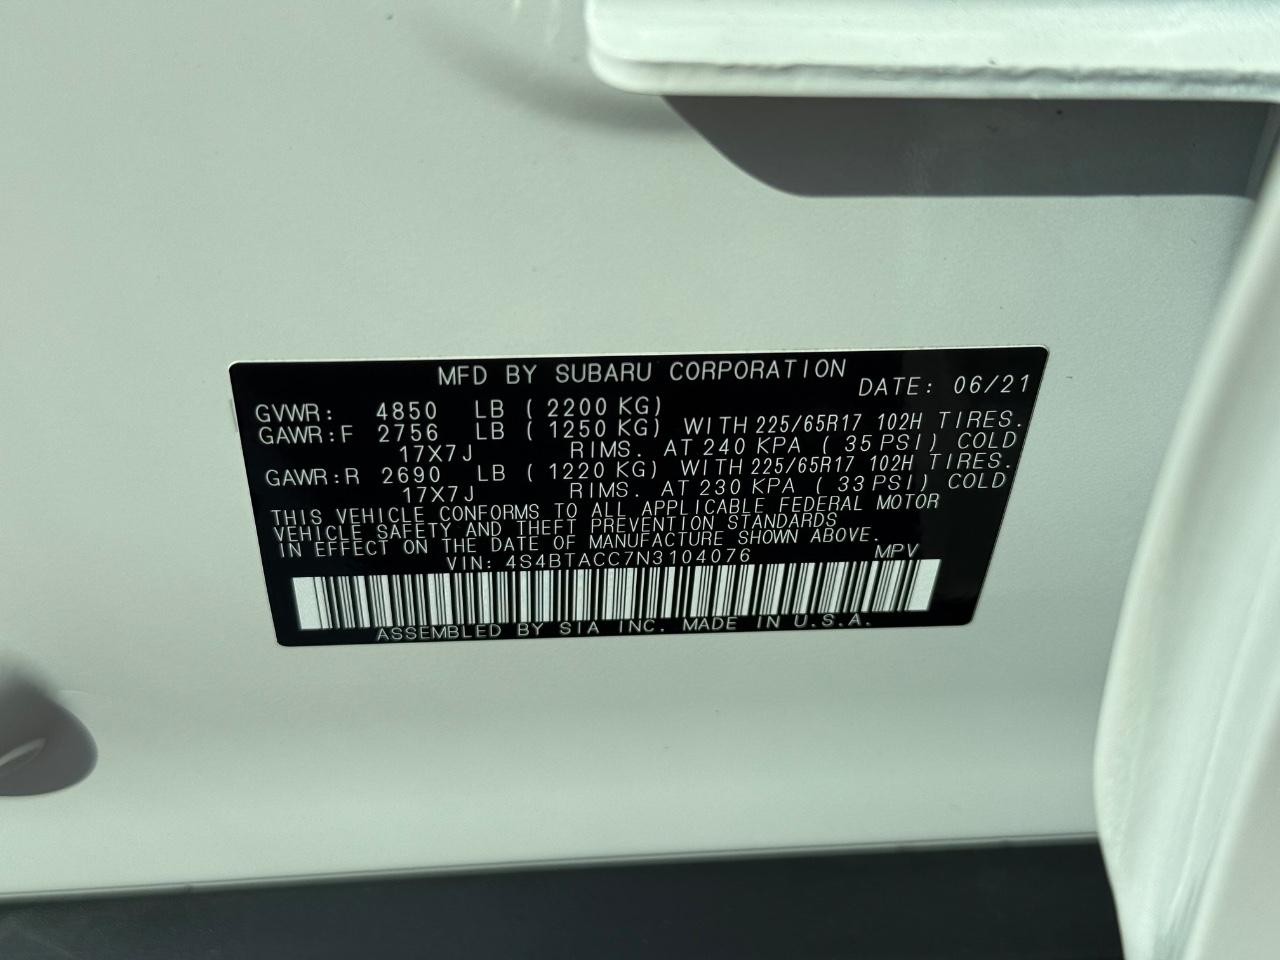 MFD BY SUBARU CORPORATION DATE: 06/21
GVWR: 4850 LB (2200 KG)
GAWR:F 2756 LB (1250 KG) WITH 225/65R17 102H TIRES.
17X7J RIMS. AT 240 KPA (35 PSI) COLD
GAWR:R 2690 LB (1220 KG) WITH 225/65R17 102H TIRES.
17X7J RIMS. AT 230 KPA (33 PSI) COLD
THIS VEHICLE CONFORMS TO ALL APPLICABLE FEDERAL MOTOR
VEHICLE SAFETY AND THEFT PREVENTION STANDARDS
IN EFFECT ON THE DATE OF MANUFACTURE SHOWN ABOVE.
VIN: 4S4BTACC7N3104076 MPV
ASSEMBLED BY SIA INC. MADE IN U.S.A.